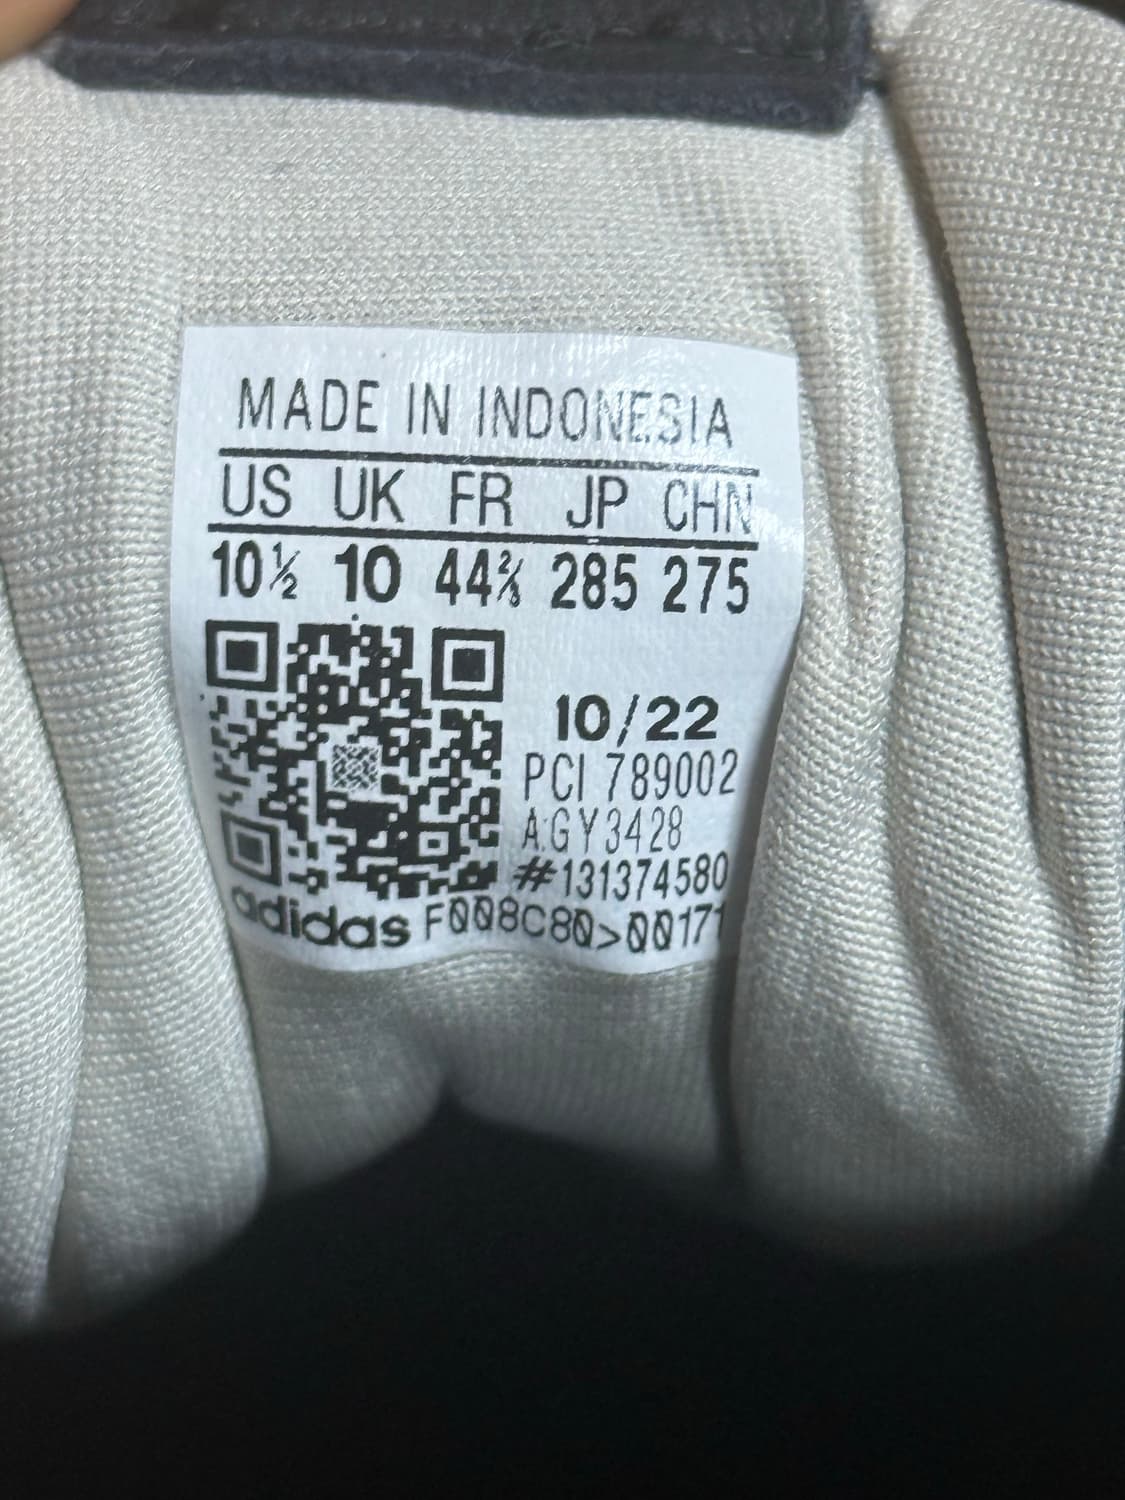 MADE IN INDONESIA
US UK FR JP CHN
10½ 10 44⅔ 285 275
10/22
PCI 789002
A:GY3428
#131374580
adidas F008C80>00171